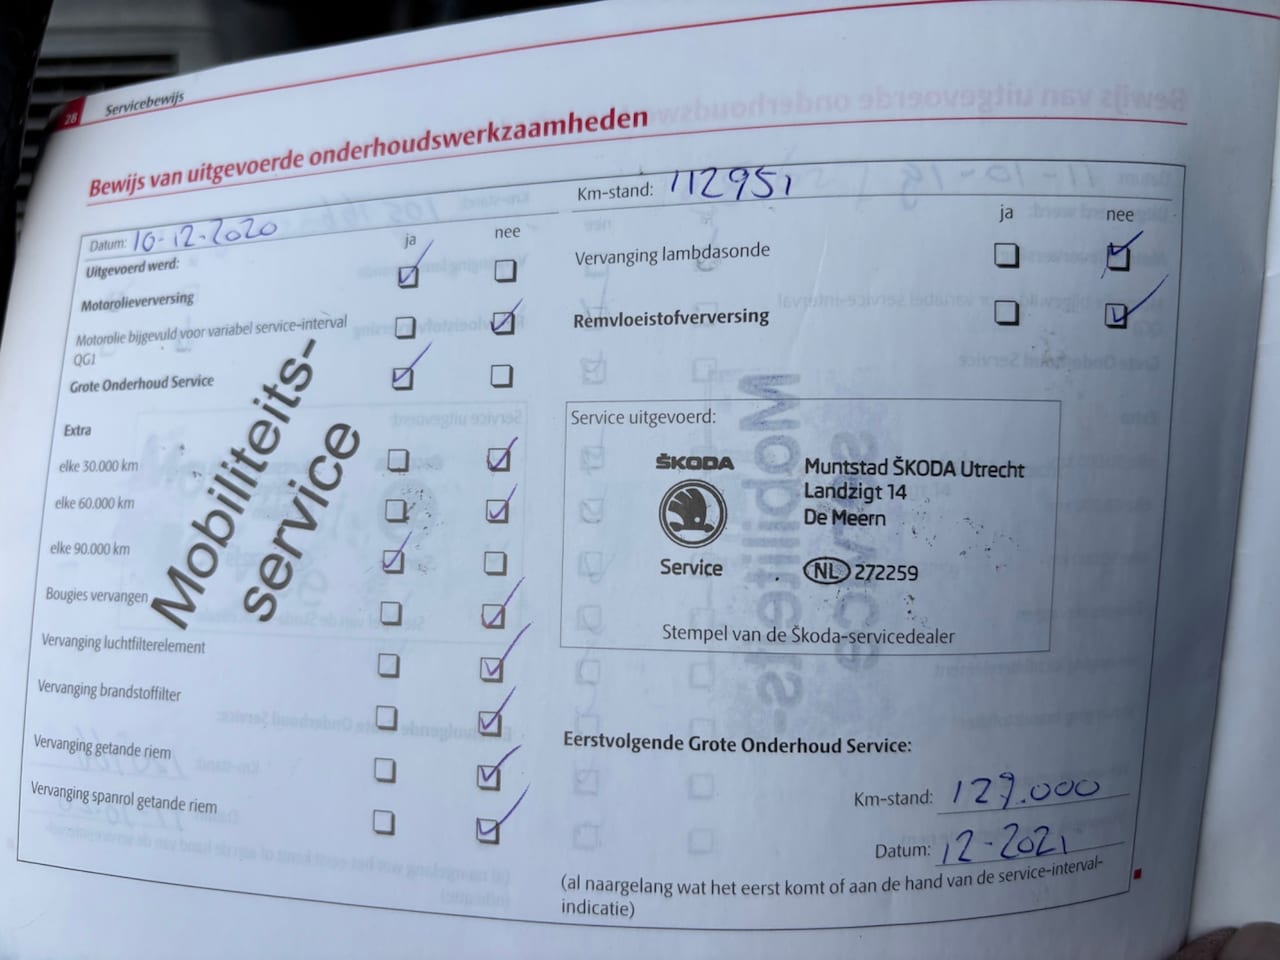 28 Servicebewijs
Bewijs van uitgevoerde onderhoudswerkzaamheden
Datum: 10-12-2020
ja nee
Uitgevoerd werd:
Motorolieverversing
Motorolie bijgevuld voor variabel service-interval
QG1
Grote Onderhoud Service
Extra
elke 30.000 km
elke 60.000 km
elke 90.000 km
Bougies vervangen
Vervanging luchtfilterelement
Vervanging brandstoffilter
Vervanging getande riem
Vervanging spanrol getande riem
Mobiliteits-
service
Km-stand: 112951
ja nee
Vervanging lambdasonde
Remvloeistofverversing
Service uitgevoerd:
ŠKODA
Service
Muntstad ŠKODA Utrecht
Landzigt 14
De Meern
NL 272259
Stempel van de Škoda-servicedealer
Eerstvolgende Grote Onderhoud Service:
Km-stand: 127.000
Datum: 12-2021
(al naargelang wat het eerst komt of aan de hand van de service-interval-
indicatie)